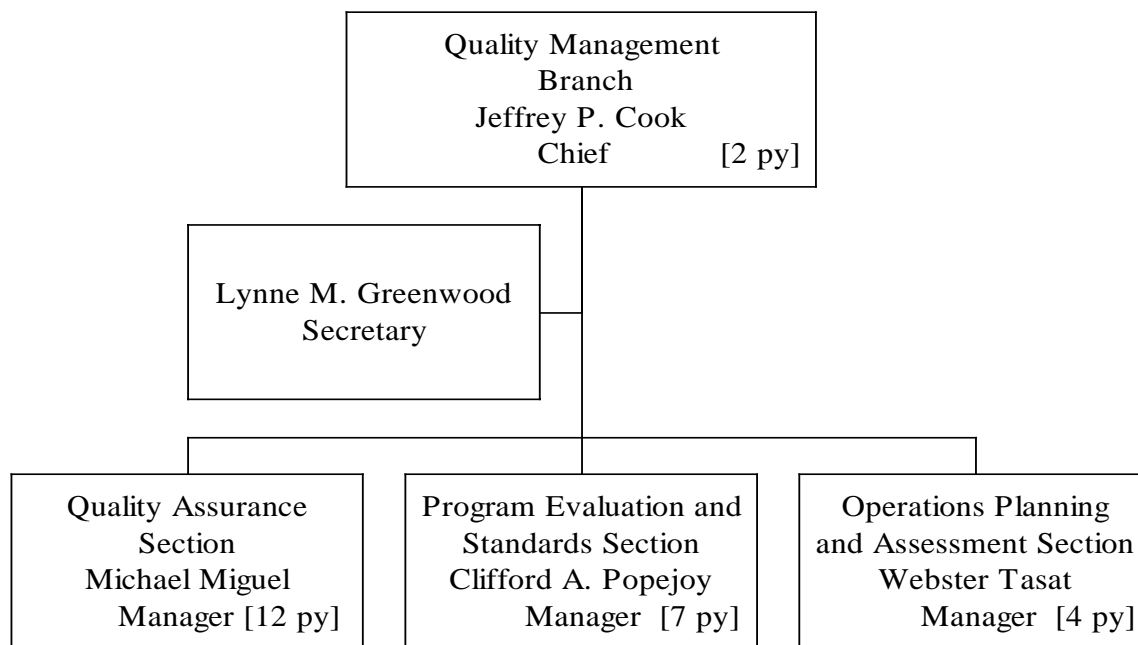 Quality Management
Branch
Jeffrey P. Cook
Chief [2 py]
Lynne M. Greenwood
Secretary
Quality Assurance
Section
Michael Miguel
Manager [12 py]
Program Evaluation and
Standards Section
Clifford A. Popejoy
Manager [7 py]
Operations Planning
and Assessment Section
Webster Tasat
Manager [4 py]